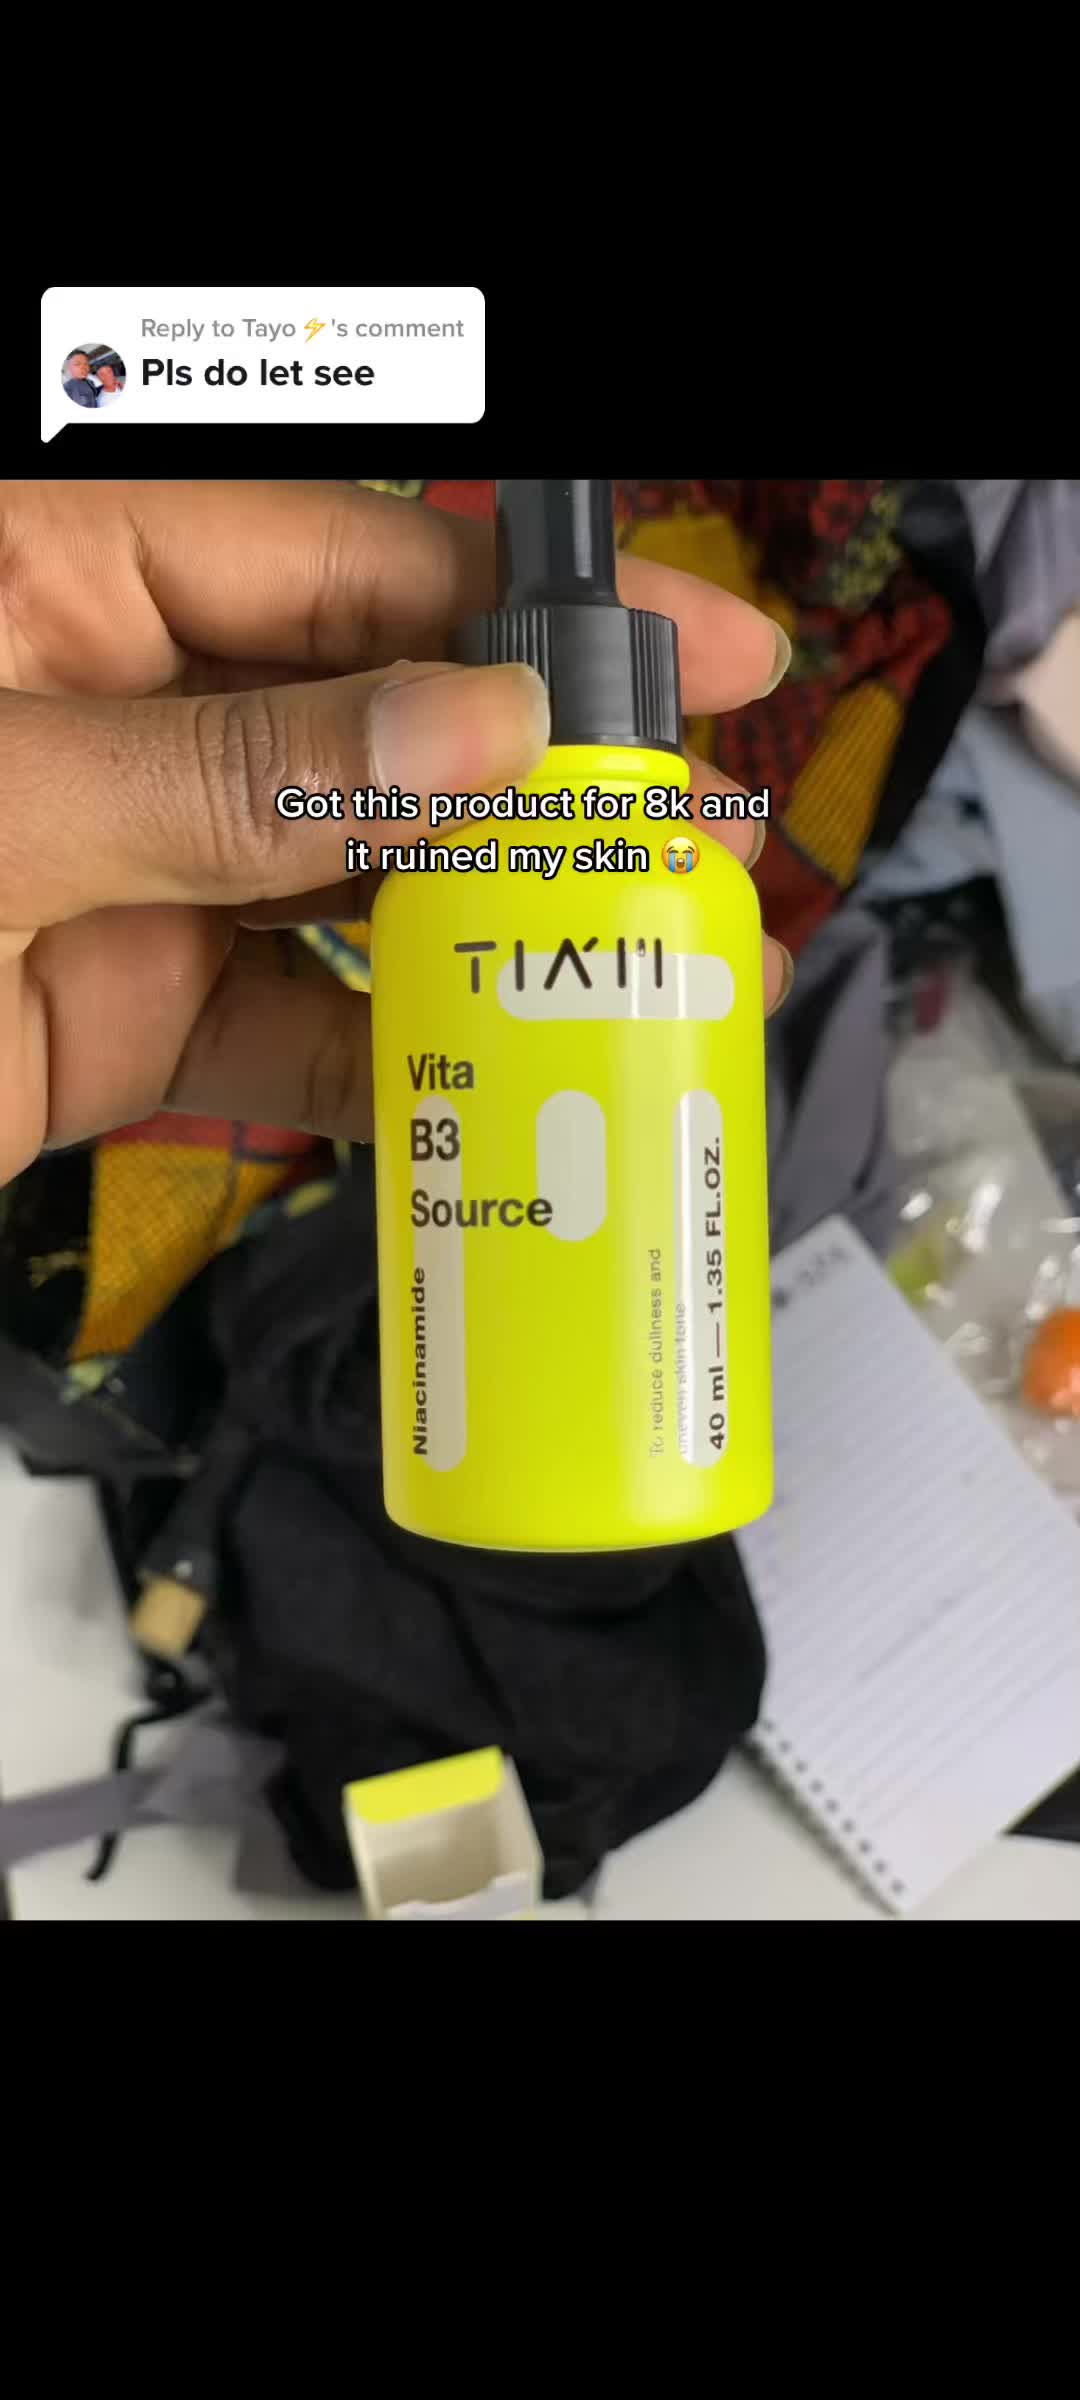 Reply to Tayo ⚡'s comment
Pls do let see
Got this product for 8k and
it ruined my skin 😭
TIA'M
Vita
B3
Source
Niacinamide
To reduce dullness and
uneven skin tone
40 ml — 1.35 FL.OZ.